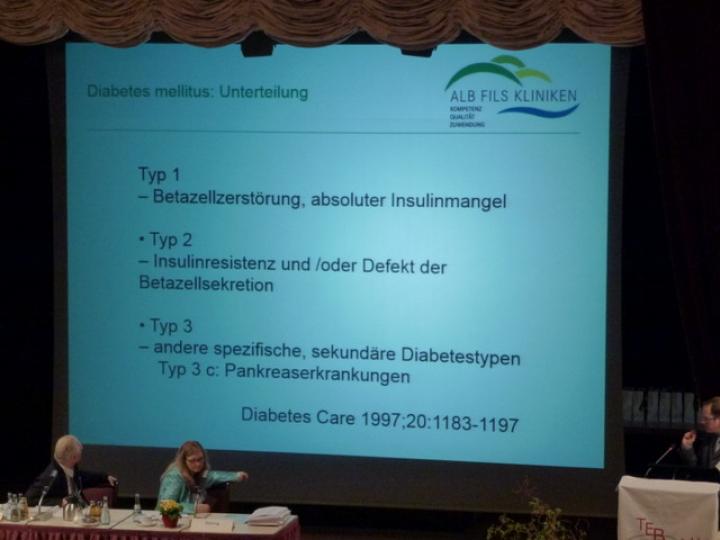 Diabetes mellitus: Unterteilung
ALB FILS KLINIKEN
KOMPETENZ
QUALITÄT
ZUWENDUNG
Typ 1
– Betazellzerstörung, absoluter Insulinmangel
• Typ 2
– Insulinresistenz und /oder Defekt der
Betazellsekretion
• Typ 3
– andere spezifische, sekundäre Diabetestypen
Typ 3 c: Pankreaserkrankungen
Diabetes Care 1997;20:1183-1197
TEB